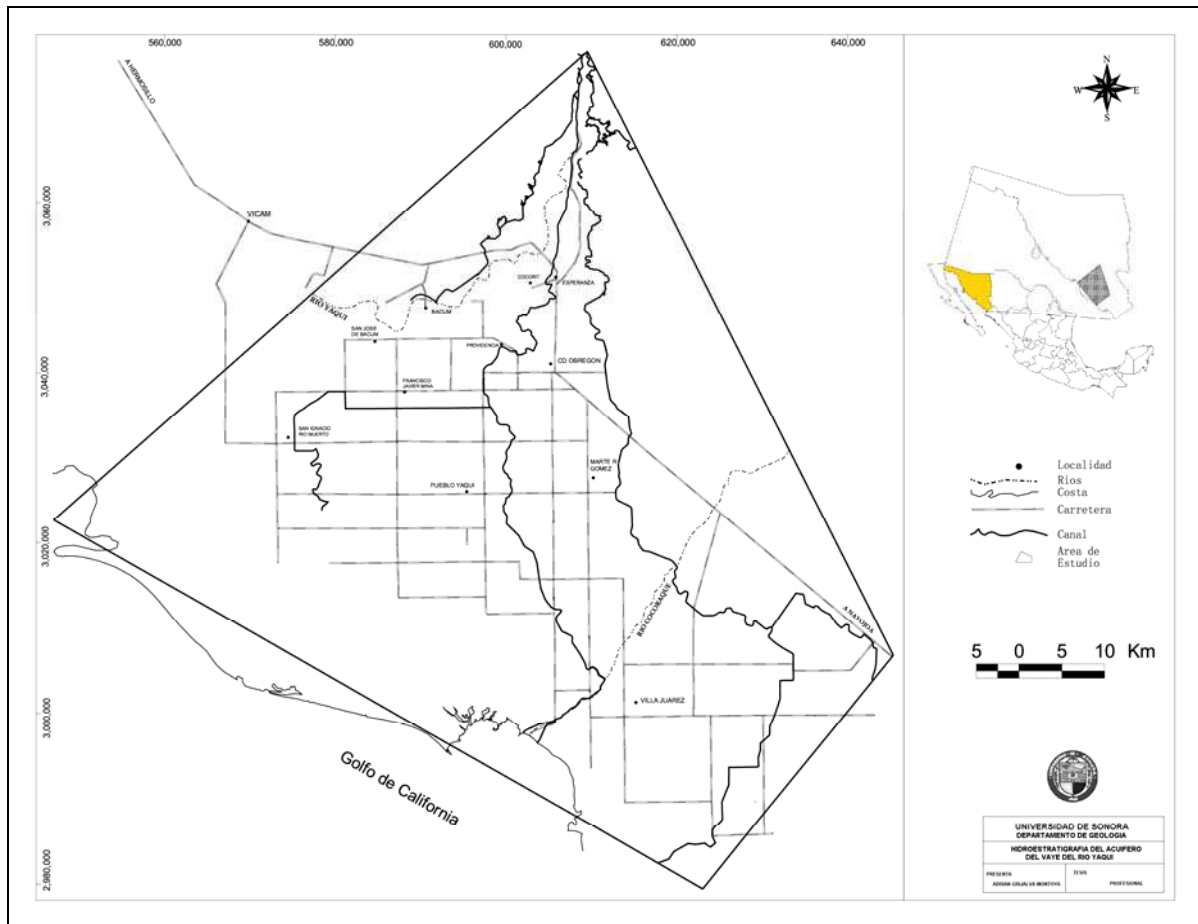 560,000
580,000
600,000
620,000
640,000
3,060,000
3,040,000
3,020,000
3,000,000
2,980,000
A HERMOSILLO
VICAM
RIO YAQUI
COCORIT
ESPERANZA
BACUM
SAN JOSE
DE BACUM
PROVIDENCIA
CD OBREGON
FRANCISCO
JAVIER MINA
SAN IGNACIO
RIO MUERTO
MARTE R
GOMEZ
PUEBLO YAQUI
RIO COCORAQUE
A NAVOJOA
VILLA JUAREZ
Golfo de California
N
W
E
S
Localidad
Rios
Costa
Carretera
Canal
Area de
Estudio
5 0 5 10 Km
UNIVERSIDAD DE SONORA
DEPARTAMENTO DE GEOLOGIA
HIDROESTRATIGRAFIA DEL ACUIFERO
DEL VAYE DEL RIO YAQUI
PRESENTA
ADRIAN GRIJALVA MONTOYA
TESIS
PROFESIONAL